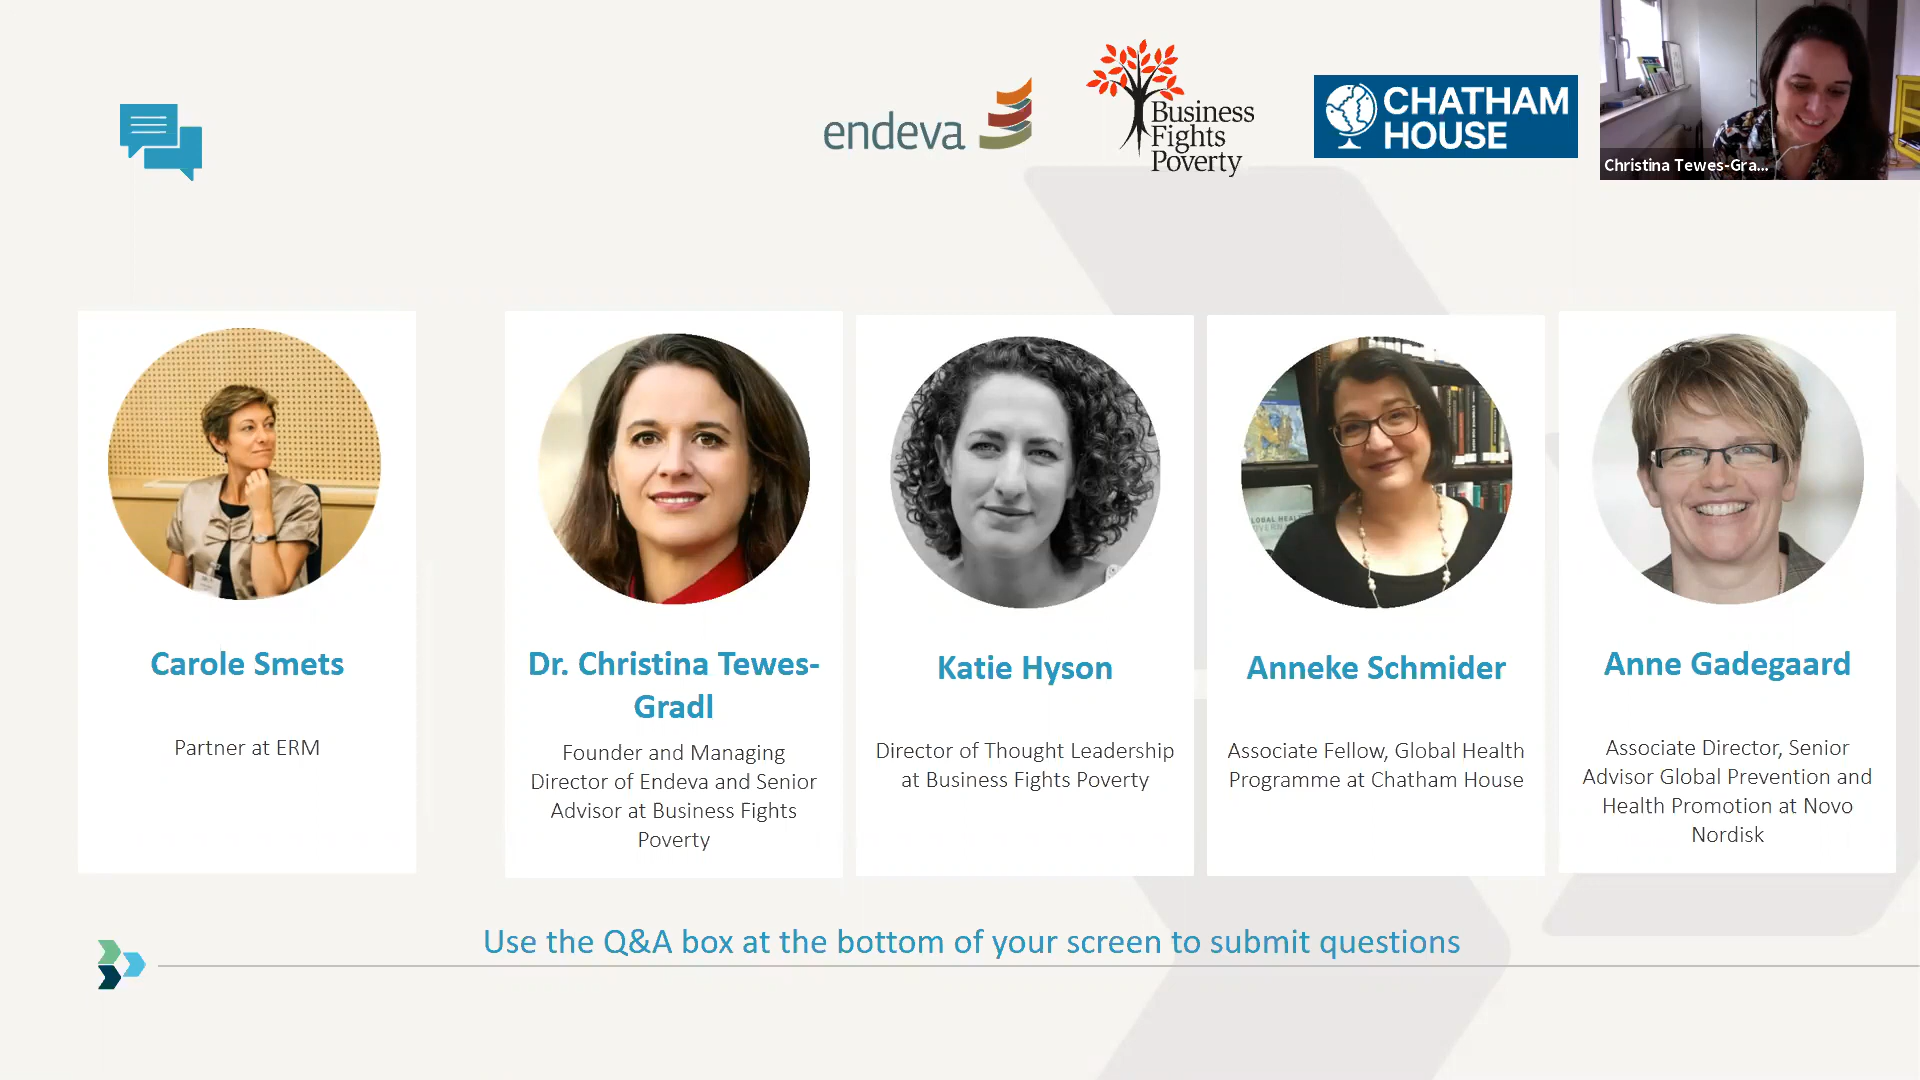 endeva
Business
Fights
Poverty
CHATHAM
HOUSE
Christina Tewes-Gra...
Carole Smets
Partner at ERM
Dr. Christina Tewes-
Gradl
Founder and Managing
Director of Endeva and Senior
Advisor at Business Fights
Poverty
Katie Hyson
Director of Thought Leadership
at Business Fights Poverty
Anneke Schmider
Associate Fellow, Global Health
Programme at Chatham House
Anne Gadegaard
Associate Director, Senior
Advisor Global Prevention and
Health Promotion at Novo
Nordisk
Use the Q&A box at the bottom of your screen to submit questions